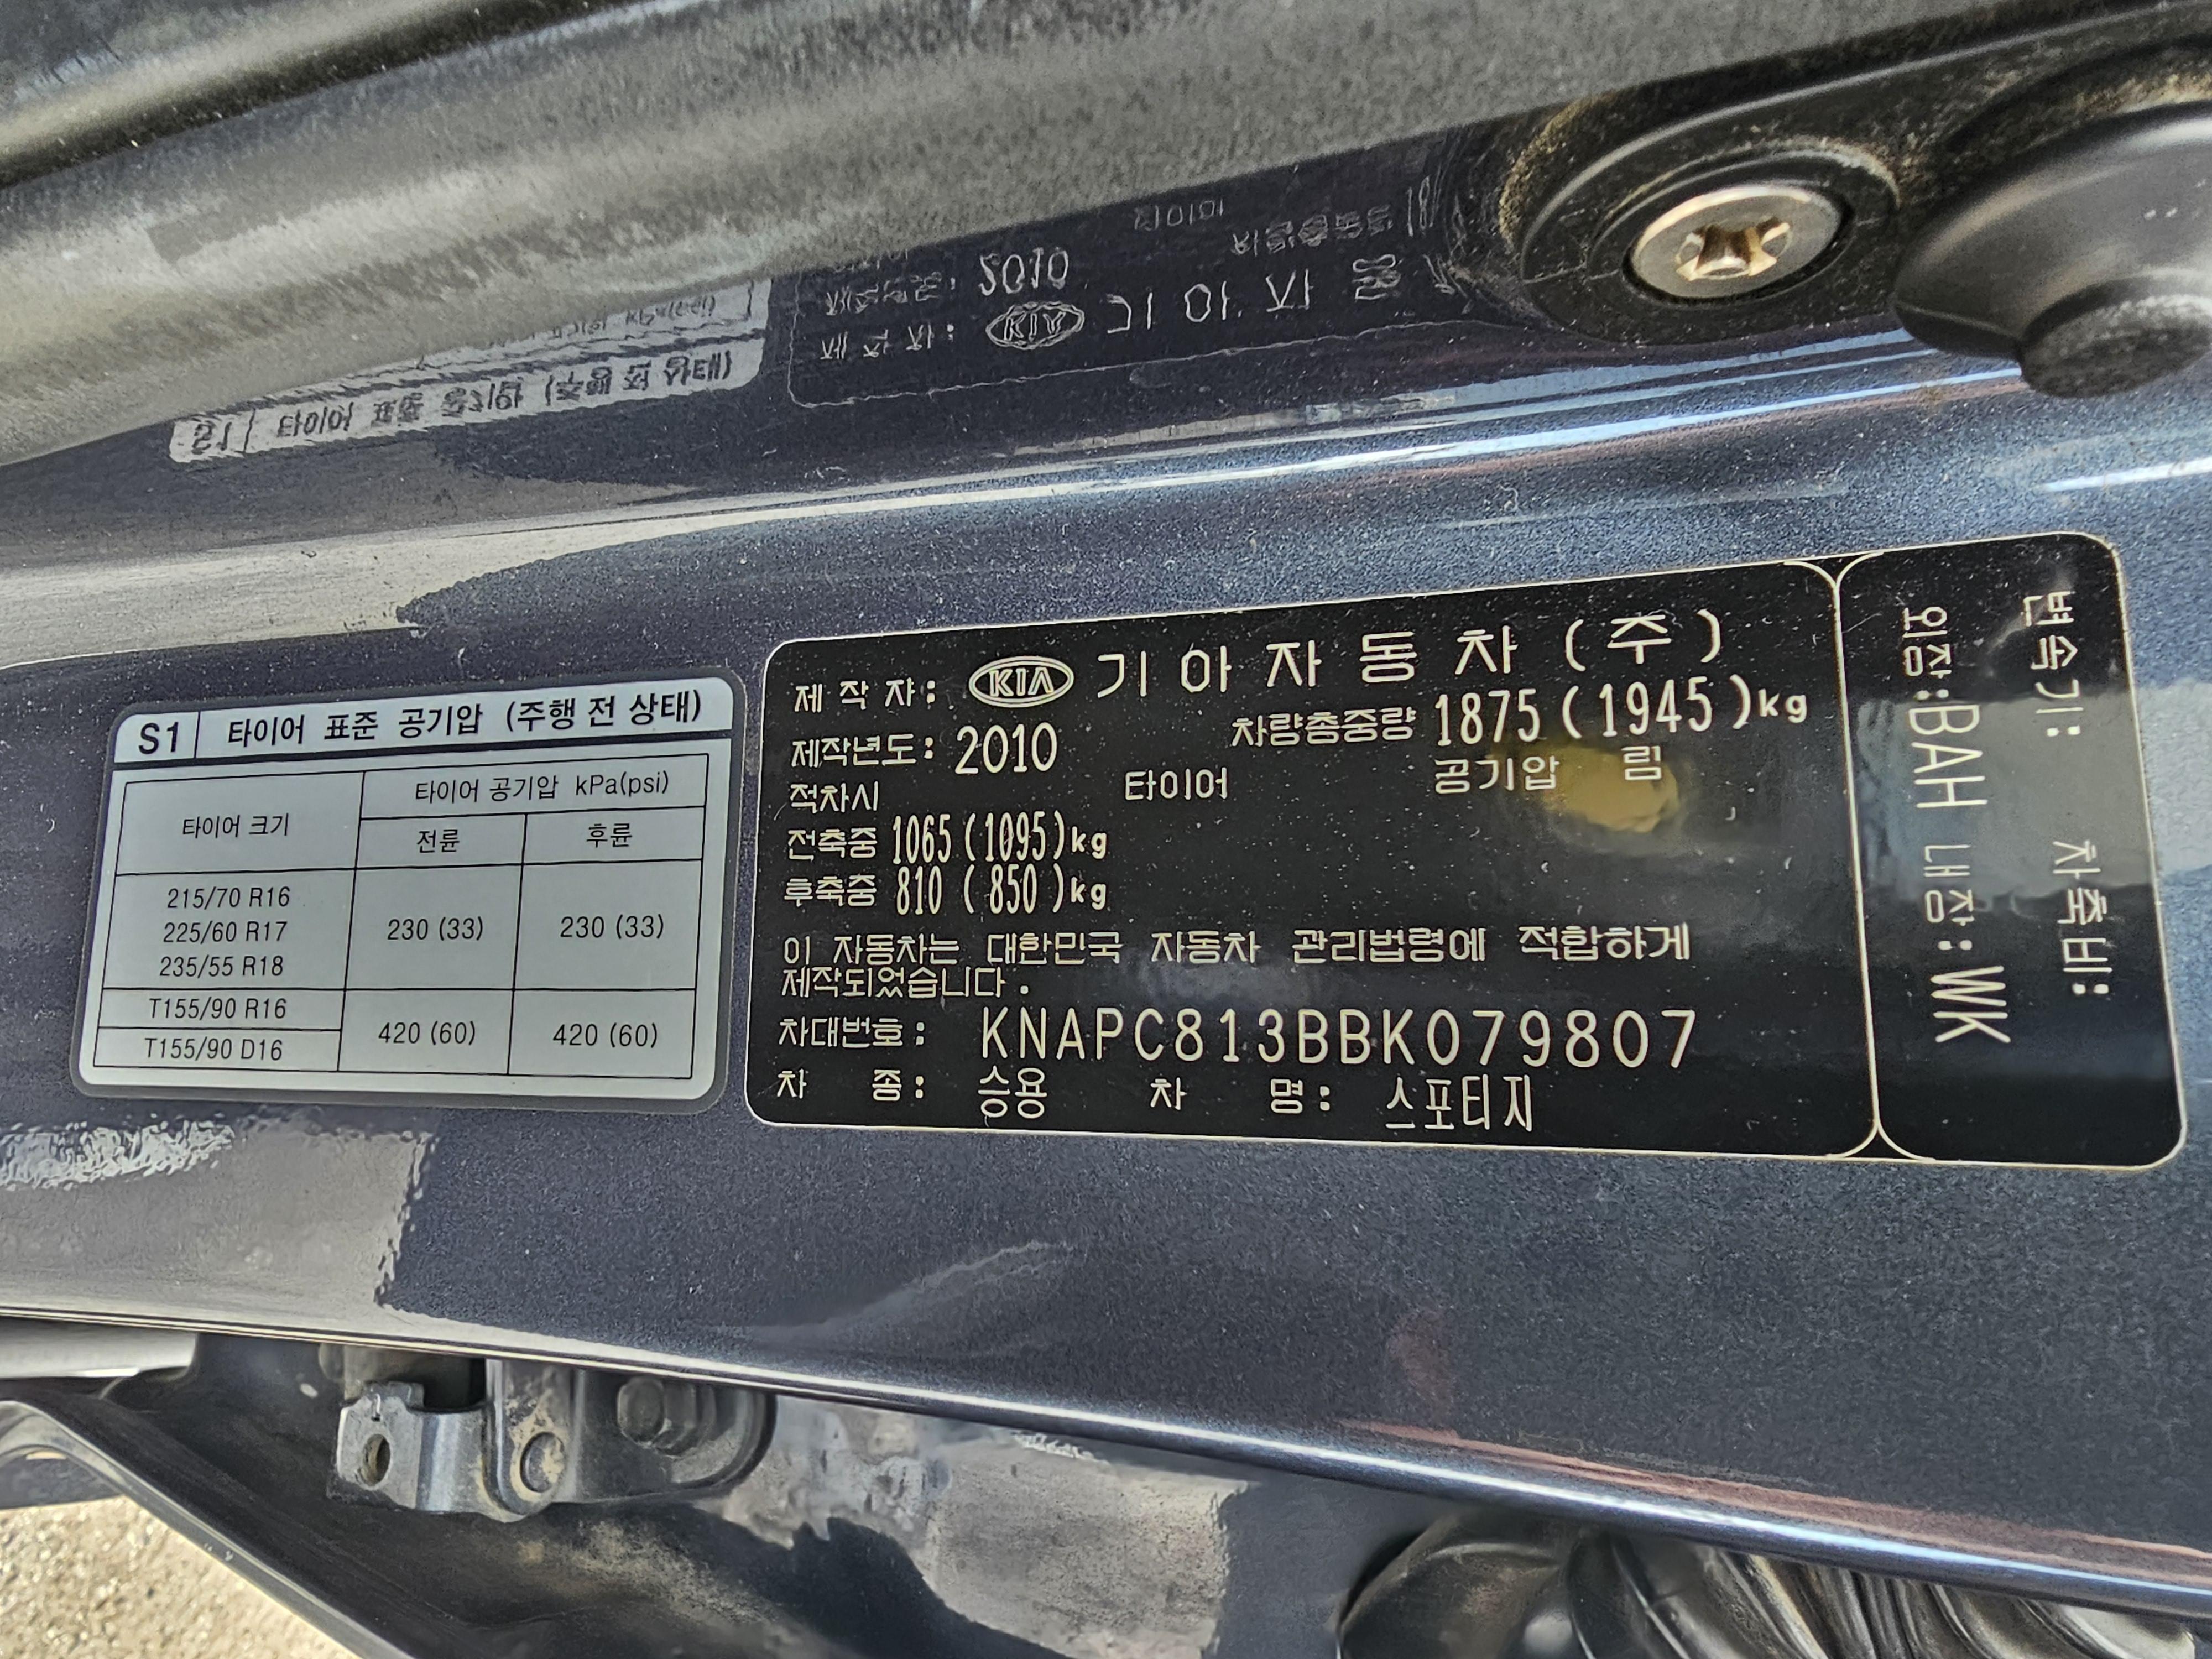 S1 타이어 표준 공기압 (주행 전 상태)
타이어 크기
타이어 공기압 kPa(psi)
전륜 후륜
215/70 R16
225/60 R17
235/55 R18
230 (33) 230 (33)
T155/90 R16
T155/90 D16
420 (60) 420 (60)
제작자: KIA 기아자동차(주)
제작년도: 2010 차량총중량 1875(1945)kg
적차시 타이어 공기압 림
전축중 1065(1095)kg
후축중 810 (850)kg
이 자동차는 대한민국 자동차 관리법령에 적합하게
제작되었습니다.
차대번호: KNAPC813BBK079807
차 종: 승용 차 명: 스포티지
변속기: 차축비:
외장:BAH 내장:WK